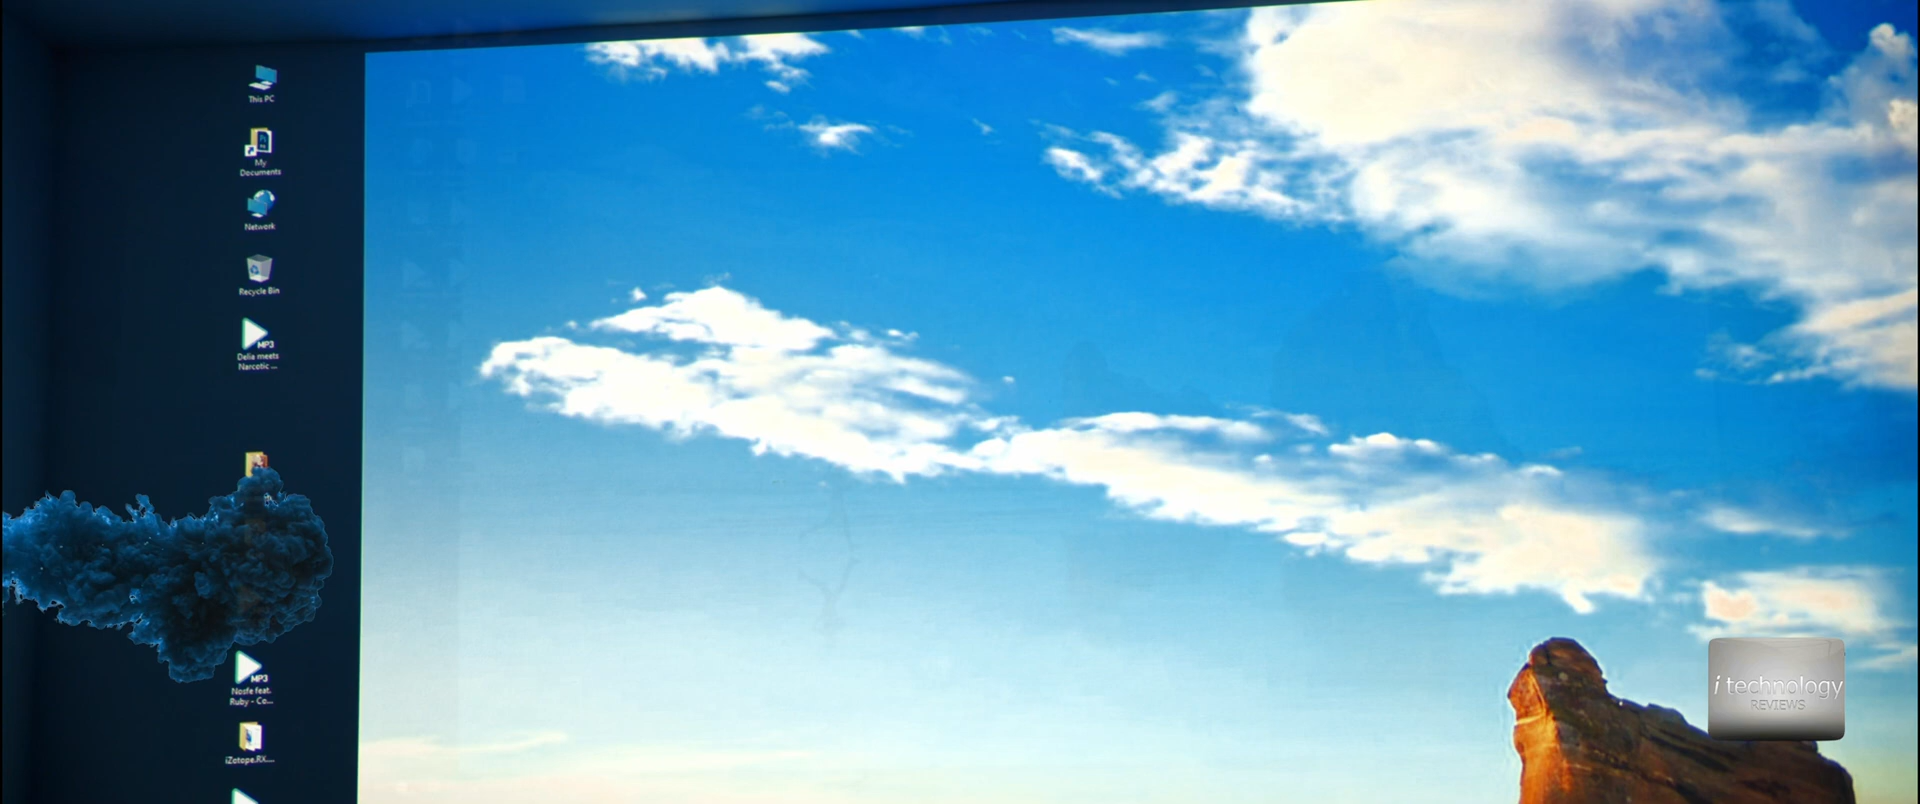 This PC
My
Documents
Network
Recycle Bin
MP3
Delia meets
Narcotic ...
MP3
Nosfe feat.
Ruby - Co...
iZotope.RX....
i technology
REVIEWS